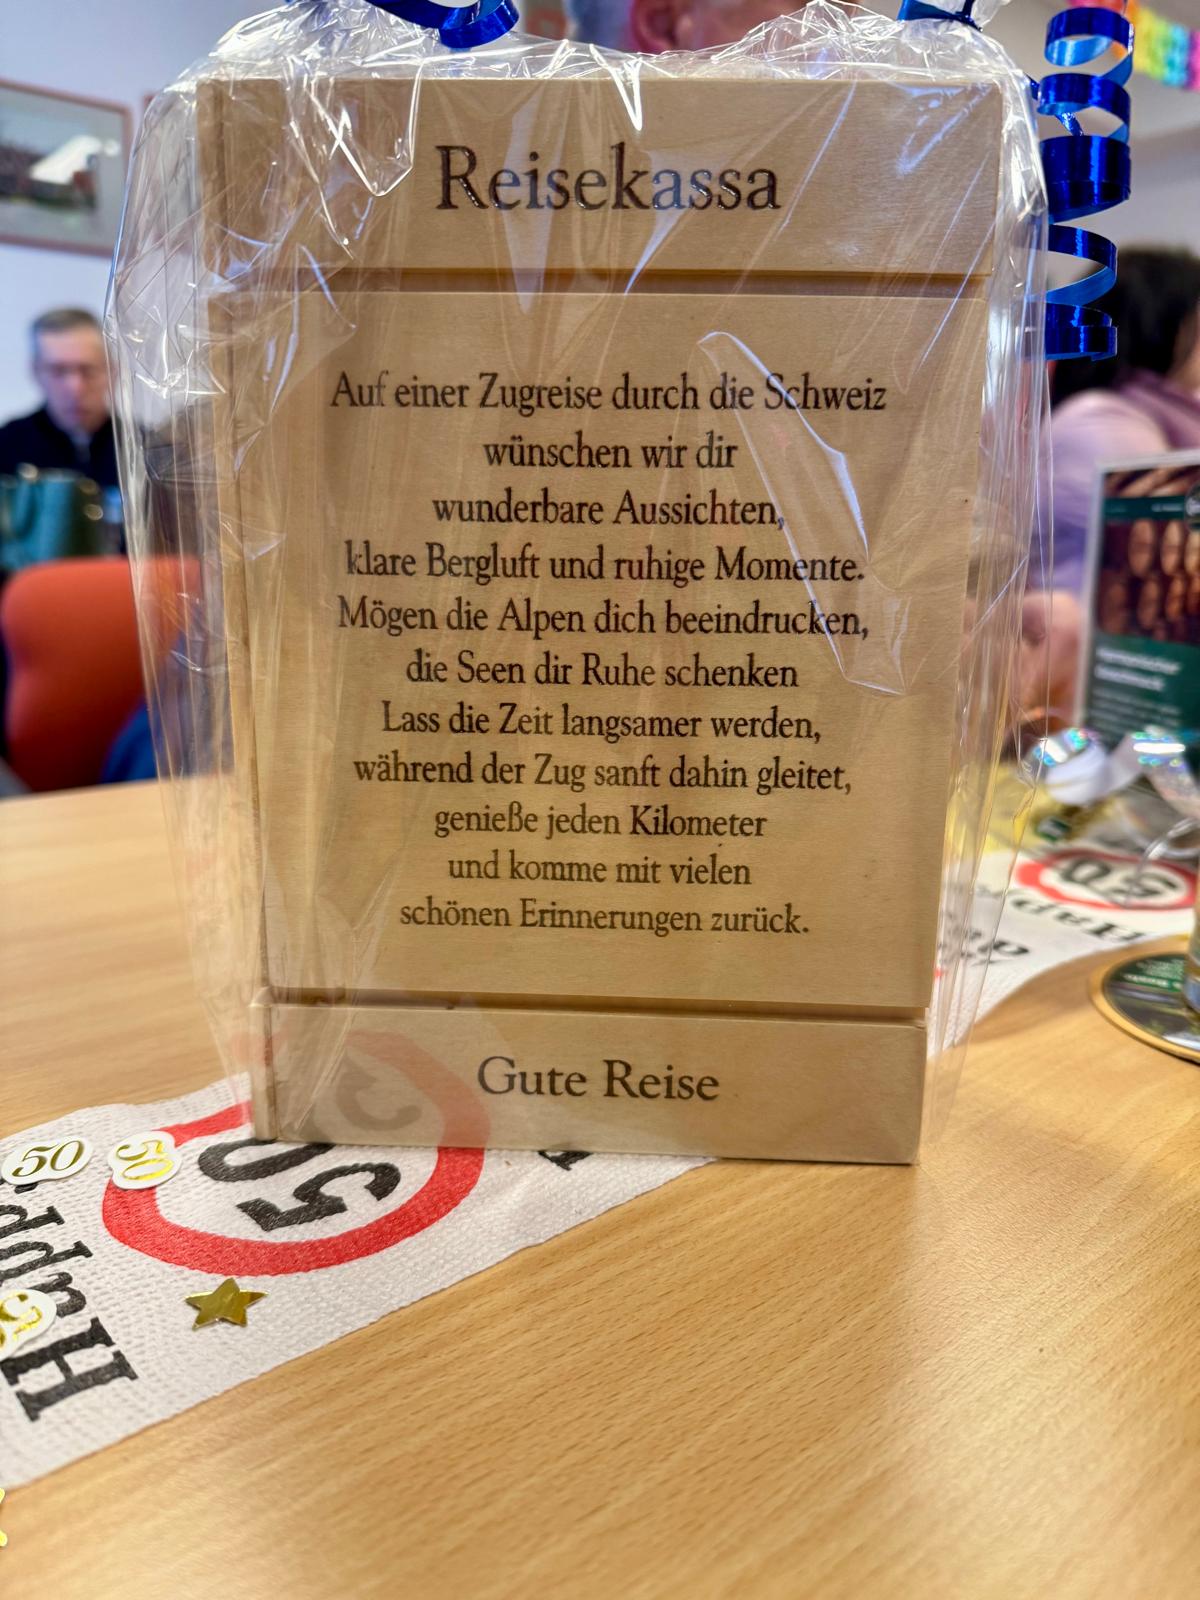 Reisekassa
Auf einer Zugreise durch die Schweiz
wünschen wir dir
wunderbare Aussichten,
klare Bergluft und ruhige Momente.
Mögen die Alpen dich beeindrucken,
die Seen dir Ruhe schenken
Lass die Zeit langsamer werden,
während der Zug sanft dahin gleitet,
genieße jeden Kilometer
und komme mit vielen
schönen Erinnerungen zurück.
Gute Reise
50
50
50
50